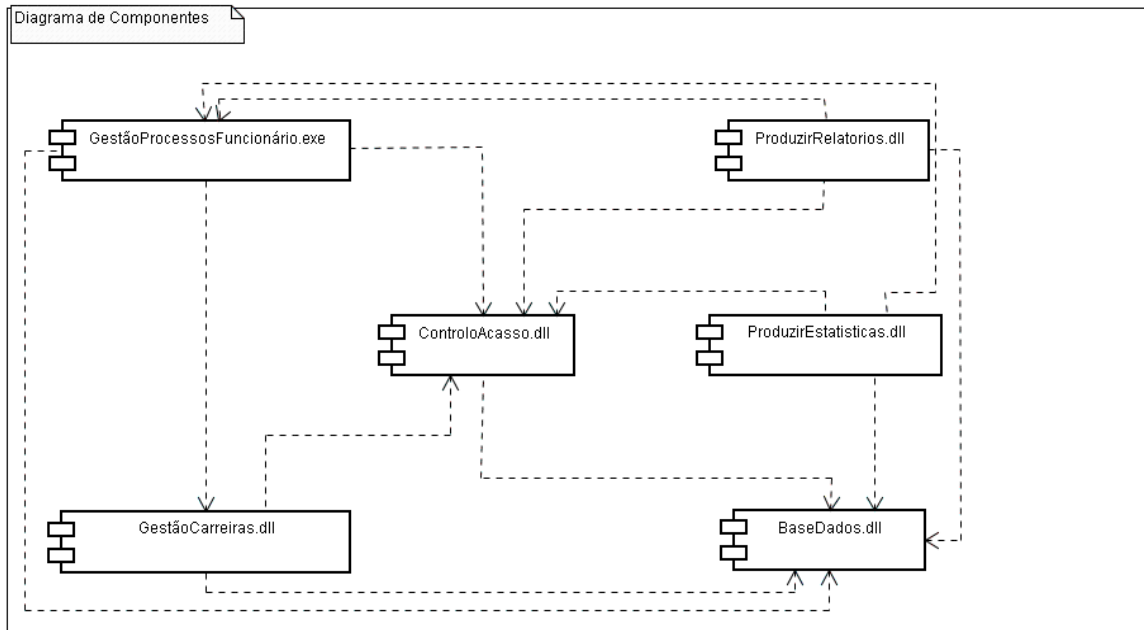 Diagrama de Componentes
GestãoProcessosFuncionário.exe
ProduzirRelatorios.dll
ControloAcasso.dll
ProduzirEstatisticas.dll
GestãoCarreiras.dll
BaseDados.dll